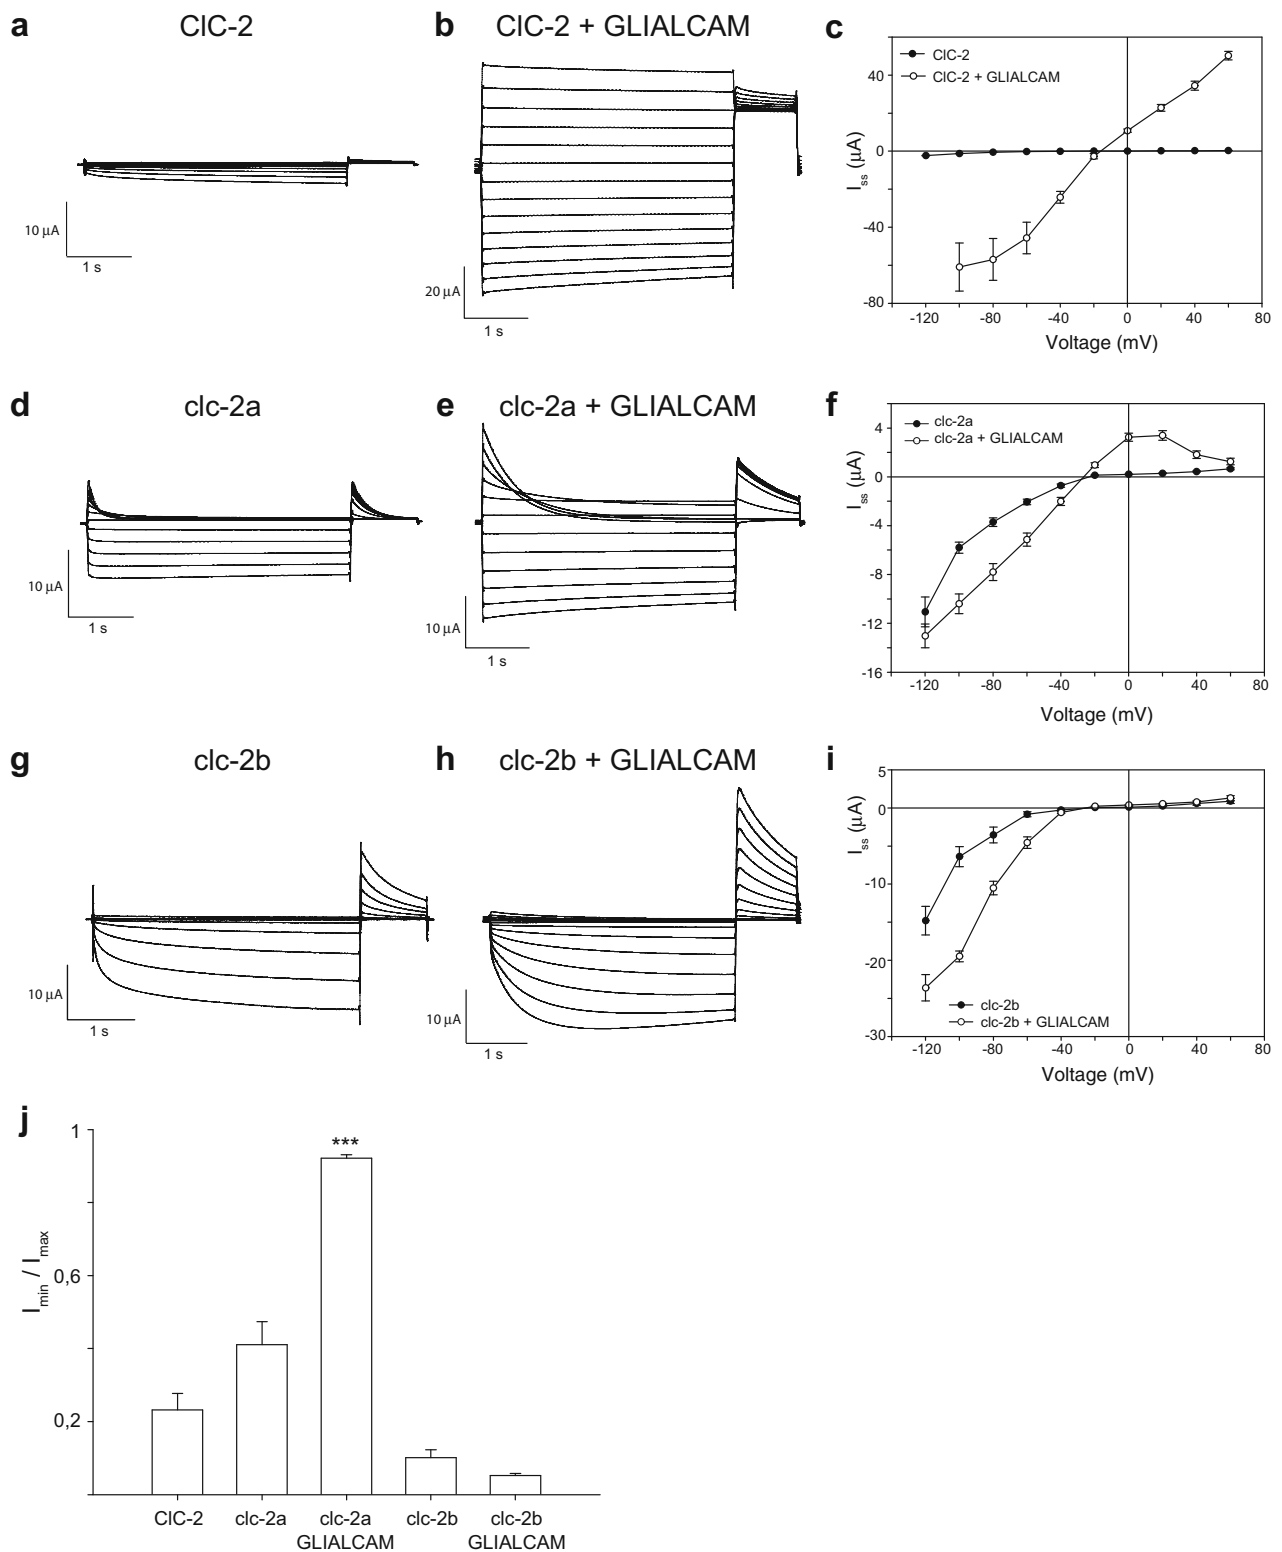 a
ClC-2
10 µA
1 s
b
ClC-2 + GLIALCAM
20 µA
1 s
c
ClC-2
ClC-2 + GLIALCAM
Iss (µA)
40
0
-40
-80
-120
-80
-40
0
40
80
Voltage (mV)
d
clc-2a
10 µA
1 s
e
clc-2a + GLIALCAM
10 µA
1 s
f
clc-2a
clc-2a + GLIALCAM
Iss (µA)
4
0
-4
-8
-12
-16
-120
-80
-40
0
40
80
Voltage (mV)
g
clc-2b
10 µA
1 s
h
clc-2b + GLIALCAM
10 µA
1 s
i
5
0
-10
-20
-30
Iss (µA)
clc-2b
clc-2b + GLIALCAM
-120
-80
-40
0
40
80
Voltage (mV)
j
Imin / Imax
1
0,6
0,2
***
ClC-2
clc-2a
clc-2a
GLIALCAM
clc-2b
clc-2b
GLIALCAM